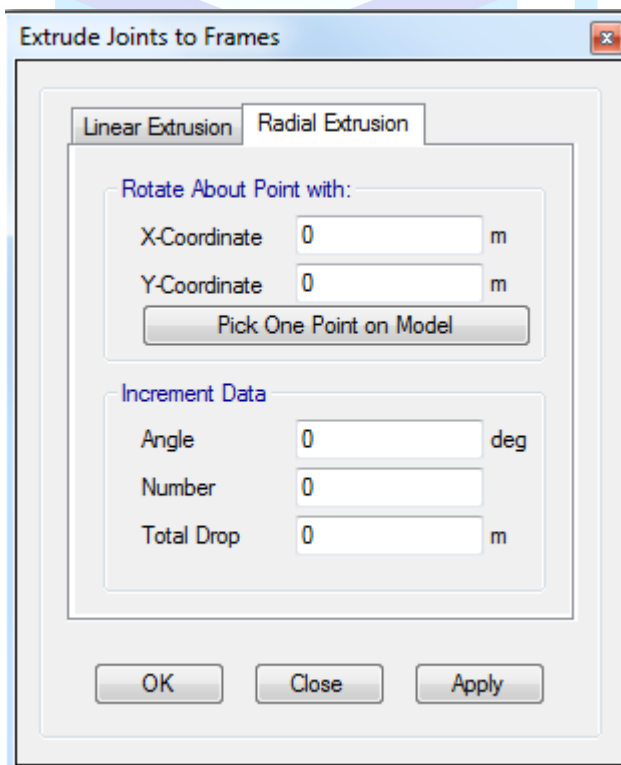 Extrude Joints to Frames
Linear Extrusion Radial Extrusion
Rotate About Point with:
X-Coordinate 0 m
Y-Coordinate 0 m
Pick One Point on Model
Increment Data
Angle 0 deg
Number 0
Total Drop 0 m
OK Close Apply